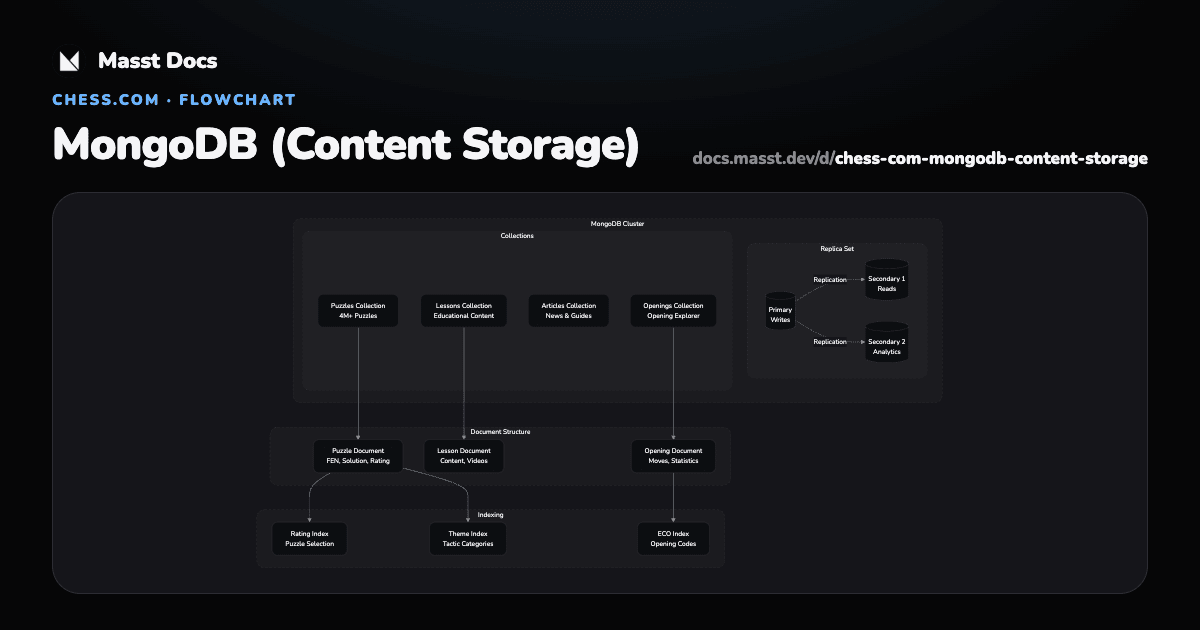 Masst Docs
CHESS.COM · FLOWCHART
MongoDB (Content Storage)
docs.masst.dev/d/chess-com-mongodb-content-storage
MongoDB Cluster
Collections
Puzzles Collection
4M+ Puzzles
Lessons Collection
Educational Content
Articles Collection
News & Guides
Openings Collection
Opening Explorer
Replica Set
Primary
Writes
Replication
Secondary 1
Reads
Replication
Secondary 2
Analytics
Document Structure
Puzzle Document
FEN, Solution, Rating
Lesson Document
Content, Videos
Opening Document
Moves, Statistics
Indexing
Rating Index
Puzzle Selection
Theme Index
Tactic Categories
ECO Index
Opening Codes